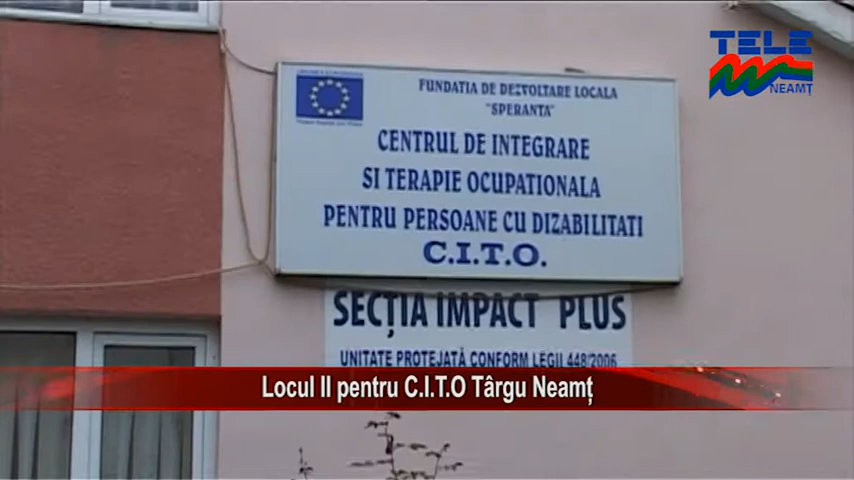 TELE
NEAMȚ
FUNDATIA DE DEZVOLTARE LOCALA
"SPERANTA"
CENTRUL DE INTEGRARE
SI TERAPIE OCUPATIONALA
PENTRU PERSOANE CU DIZABILITATI
C.I.T.O.
SECȚIA IMPACT PLUS
UNITATE PROTEJATĂ CONFORM LEGII 448/2006
Locul II pentru C.I.T.O Târgu Neamț